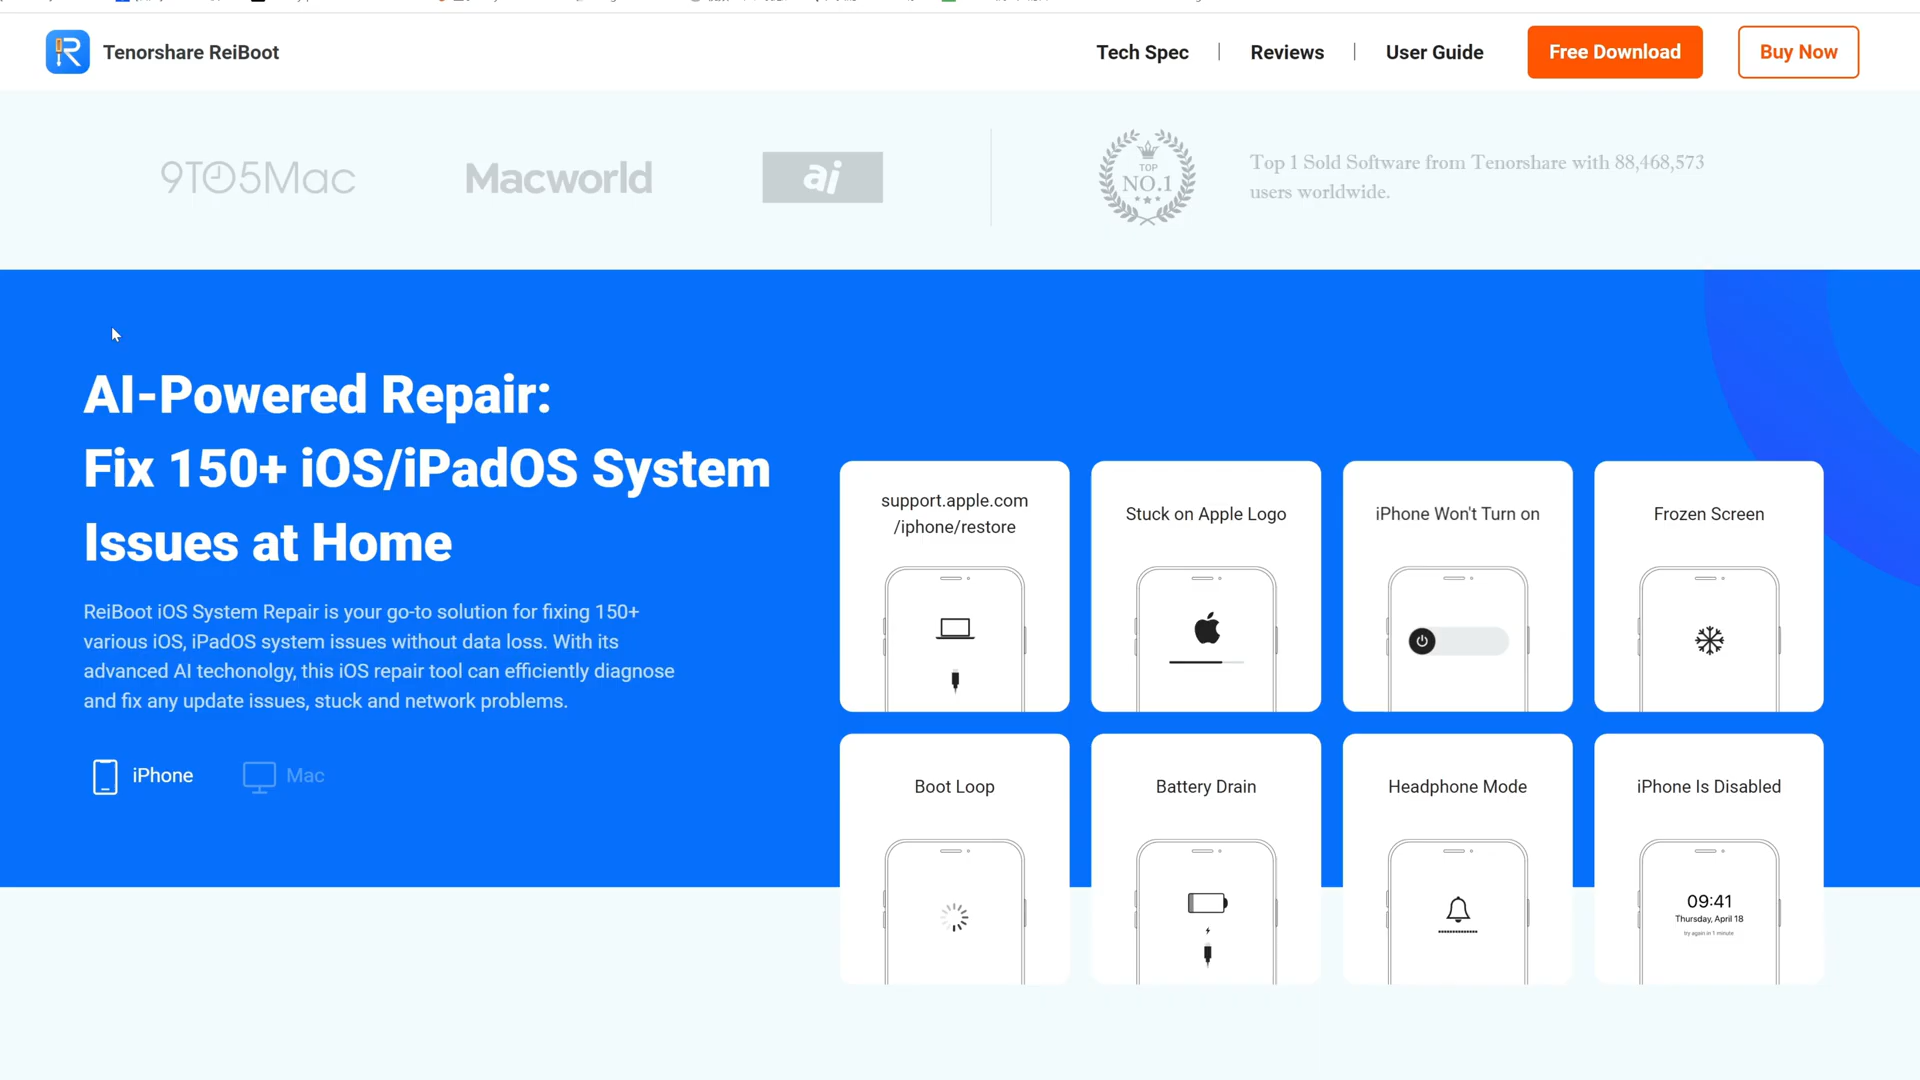 Tenorshare ReiBoot
Tech Spec | Reviews | User Guide
Free Download
Buy Now
9TO5Mac
Macworld
ai
TOP
NO.1
Top 1 Sold Software from Tenorshare with 88,468,573
users worldwide.
AI-Powered Repair:
Fix 150+ iOS/iPadOS System
Issues at Home
ReiBoot iOS System Repair is your go-to solution for fixing 150+
various iOS, iPadOS system issues without data loss. With its
advanced AI techonolgy, this iOS repair tool can efficiently diagnose
and fix any update issues, stuck and network problems.
iPhone
Mac
support.apple.com
/iphone/restore
Stuck on Apple Logo
iPhone Won't Turn on
Frozen Screen
Boot Loop
Battery Drain
Headphone Mode
iPhone Is Disabled
09:41
Thursday, April 18
try again in 1 minute